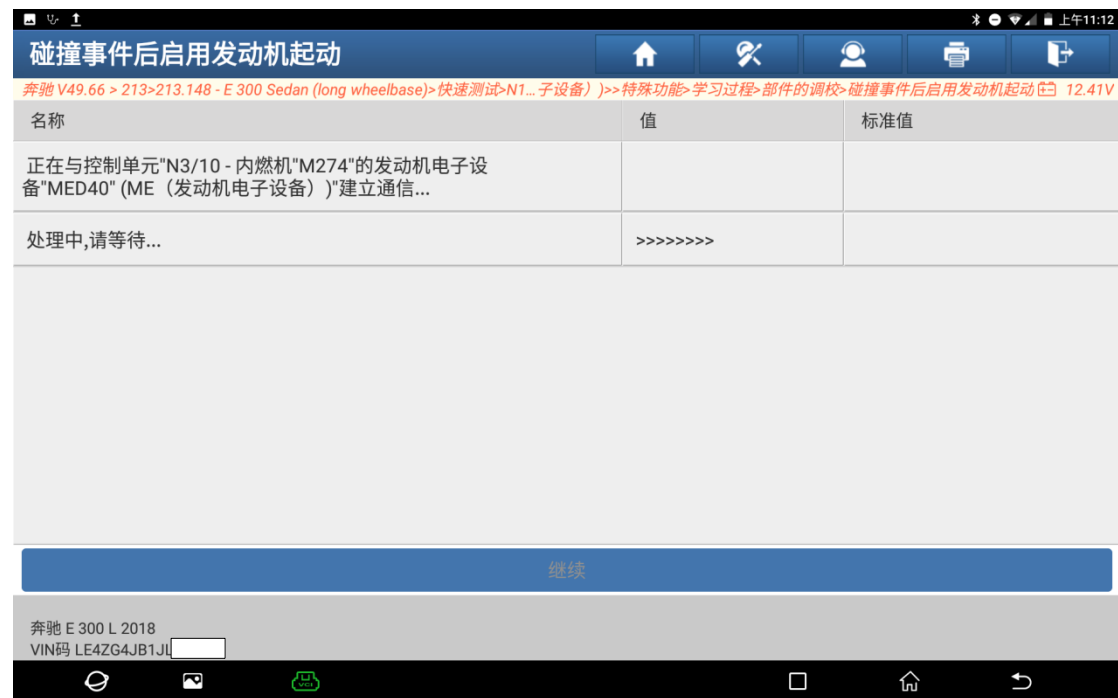 上午11:12
碰撞事件后启用发动机起动
奔驰 V49.66 > 213>213.148 - E 300 Sedan (long wheelbase)>快速测试>N1...子设备）)>>特殊功能>学习过程>部件的调校>碰撞事件后启用发动机起动 12.41V
名称 值 标准值
正在与控制单元"N3/10 - 内燃机"M274"的发动机电子设
备"MED40" (ME（发动机电子设备）)"建立通信...
处理中,请等待... >>>>>>>>
继续
奔驰 E 300 L 2018
VIN码 LE4ZG4JB1JL
VCI